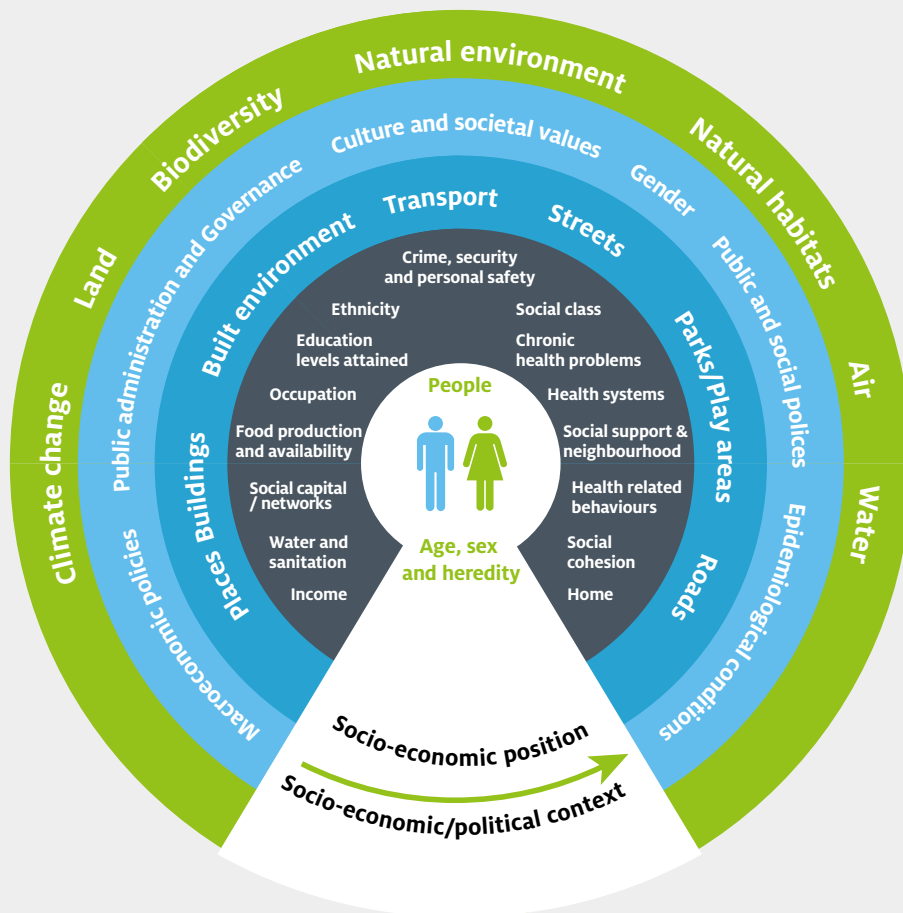 Natural environment
Biodiversity
Natural habitats
Land
Air
Climate change
Water
Culture and societal values
Public administration and Governance
Gender
Public and social polices
Macroeconomic policies
Epidemiological conditions
Transport
Built environment
Streets
Parks/Play areas
Buildings
Places
Roads
Crime, security
and personal safety
Ethnicity
Social class
Education
levels attained
Chronic
health problems
Occupation
Health systems
Food production
and availability
Social support &
neighbourhood
Social capital
/ networks
Health related
behaviours
Water and
sanitation
Social
cohesion
Income
Home
People
Age, sex
and heredity
Socio-economic position
Socio-economic/political context